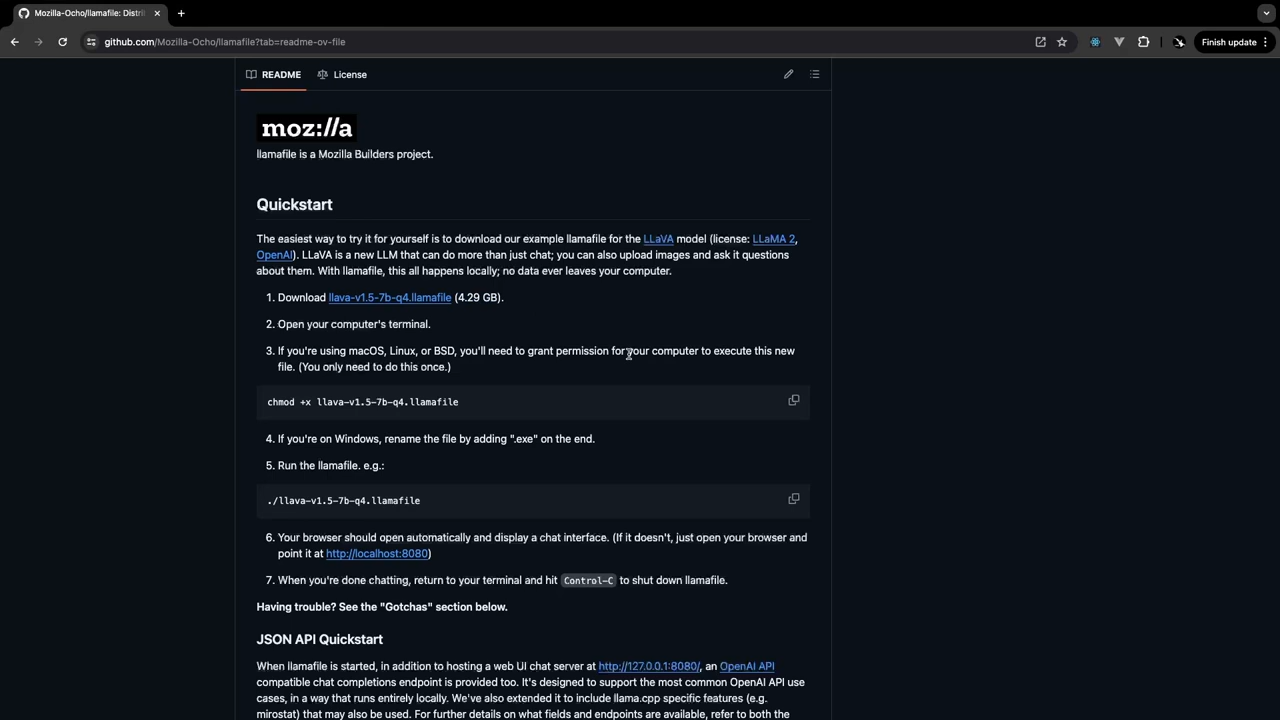 Mozilla-Ocho/llamafile: Distri
github.com/Mozilla-Ocho/llamafile?tab=readme-ov-file
Finish update
README
License
moz://a
llamafile is a Mozilla Builders project.
Quickstart
The easiest way to try it for yourself is to download our example llamafile for the LLaVA model (license: LLaMA 2,
OpenAI). LLaVA is a new LLM that can do more than just chat; you can also upload images and ask it questions
about them. With llamafile, this all happens locally; no data ever leaves your computer.
1. Download llava-v1.5-7b-q4.llamafile (4.29 GB).
2. Open your computer's terminal.
3. If you're using macOS, Linux, or BSD, you'll need to grant permission for your computer to execute this new
file. (You only need to do this once.)
chmod +x llava-v1.5-7b-q4.llamafile
4. If you're on Windows, rename the file by adding ".exe" on the end.
5. Run the llamafile. e.g.:
./llava-v1.5-7b-q4.llamafile
6. Your browser should open automatically and display a chat interface. (If it doesn't, just open your browser and
point it at http://localhost:8080)
7. When you're done chatting, return to your terminal and hit Control-C to shut down llamafile.
Having trouble? See the "Gotchas" section below.
JSON API Quickstart
When llamafile is started, in addition to hosting a web UI chat server at http://127.0.0.1:8080/, an OpenAI API
compatible chat completions endpoint is provided too. It's designed to support the most common OpenAI API use
cases, in a way that runs entirely locally. We've also extended it to include llama.cpp specific features (e.g.
mirostat) that may also be used. For further details on what fields and endpoints are available, refer to both the